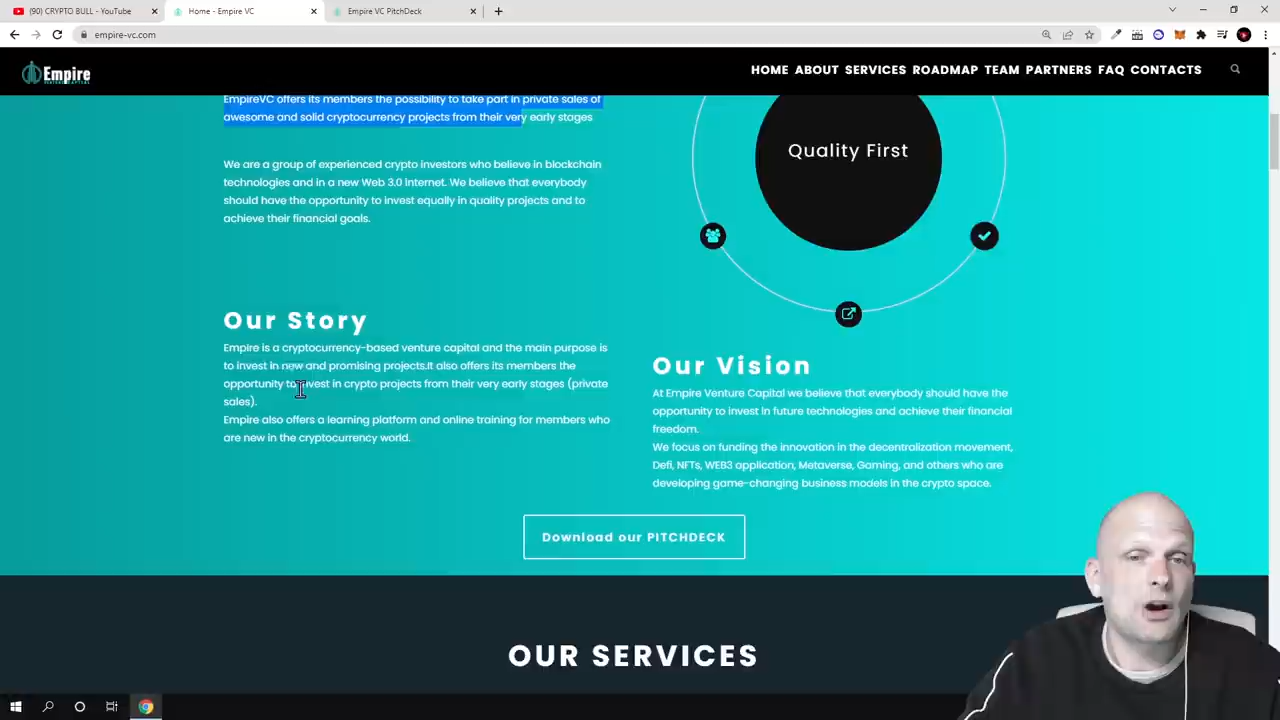 (90) CRYPTO BULL - YouTube
Home - Empire VC
Empire VC PitchDeck
empire-vc.com
Empire
HOME ABOUT SERVICES ROADMAP TEAM PARTNERS FAQ CONTACTS
EmpireVC offers its members the possibility to take part in private sales of
awesome and solid cryptocurrency projects from their very early stages
We are a group of experienced crypto investors who believe in blockchain
technologies and in a new Web 3.0 Internet. We believe that everybody
should have the opportunity to invest equally in quality projects and to
achieve their financial goals.
Quality First
Our Story
Empire is a cryptocurrency-based venture capital and the main purpose is
to invest in new and promising projects.It also offers its members the
opportunity to invest in crypto projects from their very early stages (private
sales).
Empire also offers a learning platform and online training for members who
are new in the cryptocurrency world.
Our Vision
At Empire Venture Capital we believe that everybody should have the
opportunity to invest in future technologies and achieve their financial
freedom.
We focus on funding the innovation in the decentralization movement,
Defi, NFTs, WEB3 application, Metaverse, Gaming, and others who are
developing game-changing business models in the crypto space.
Download our PITCHDECK
OUR SERVICES